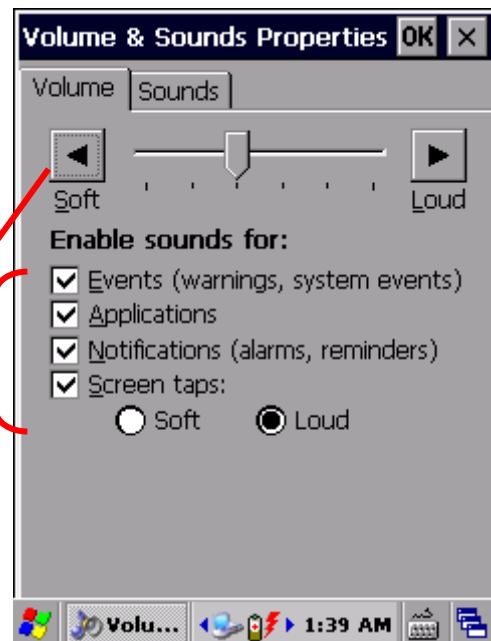 Volume & Sounds Properties OK ×
Volume Sounds
Soft Loud
Enable sounds for:
Events (warnings, system events)
Applications
Notifications (alarms, reminders)
Screen taps:
Soft Loud
Volu... 1:39 AM